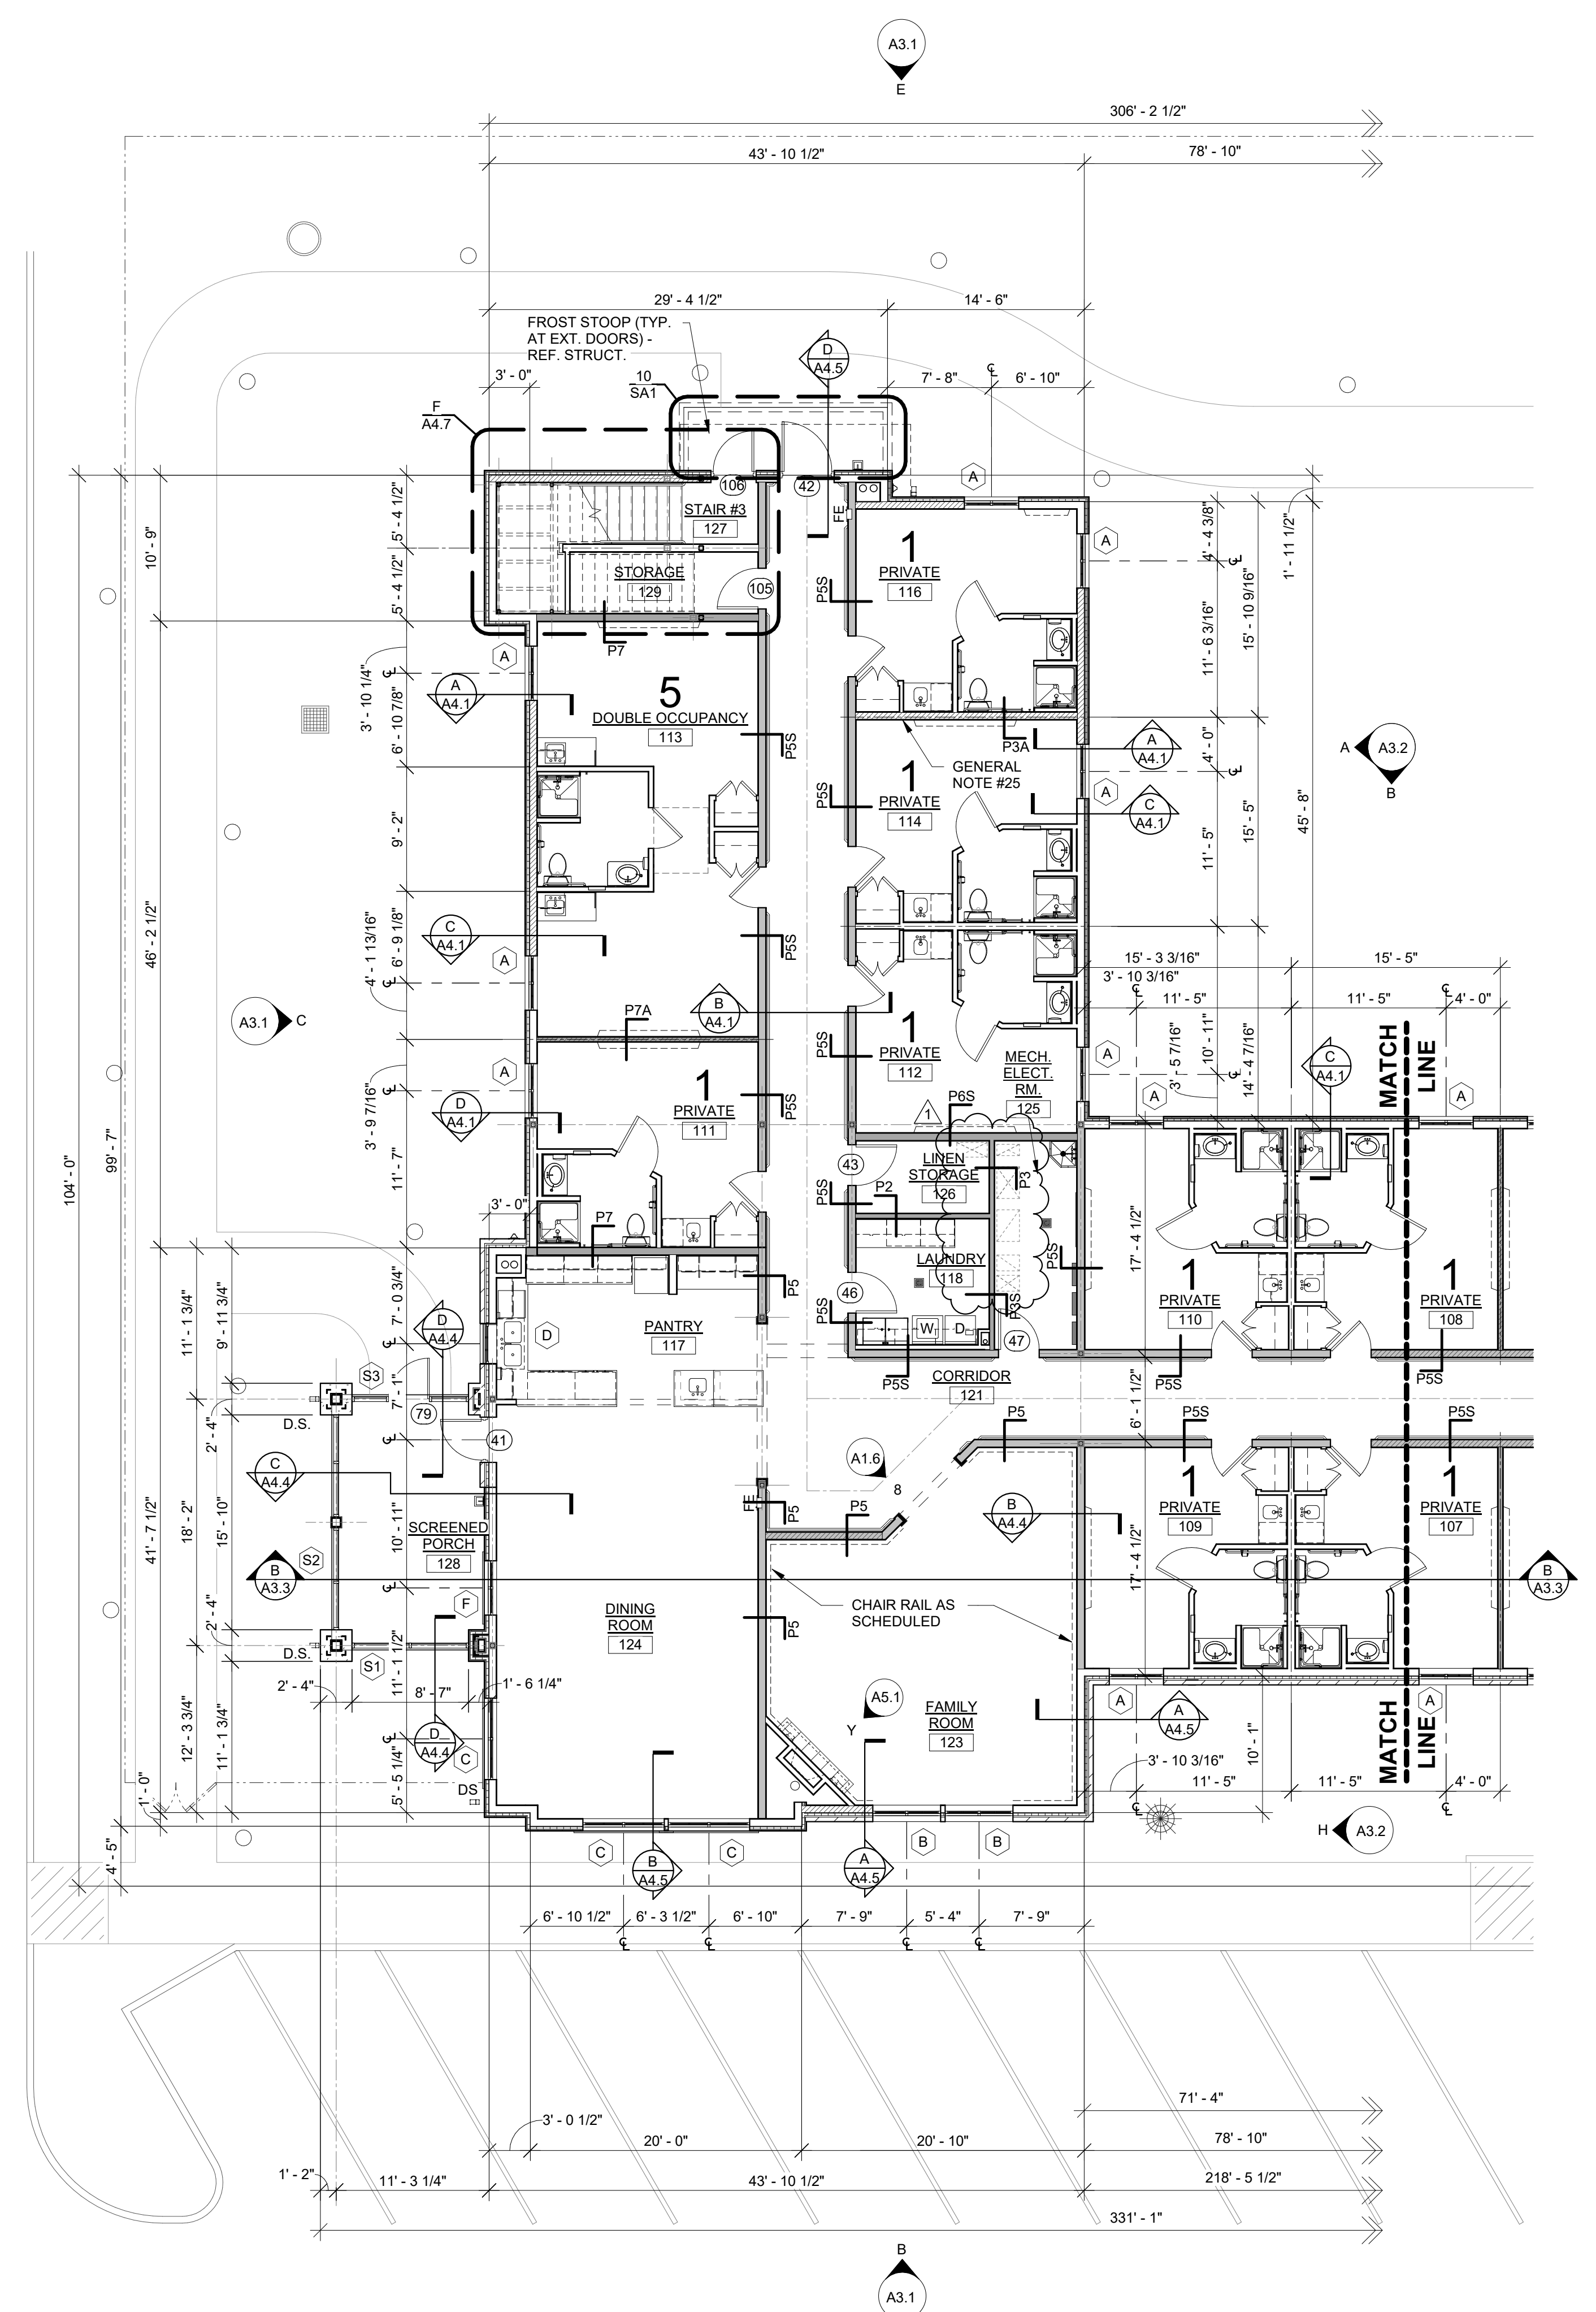 A3.1
E
306' - 2 1/2"
43' - 10 1/2"
78' - 10"
29' - 4 1/2"
14' - 6"
FROST STOOP (TYP.
AT EXT. DOORS) -
REF. STRUCT.
D
A4.5
3' - 0"
10
SA1
7' - 8"
6' - 10"
F
A4.7
106
42
A
STAIR #3
127
FE
10' - 9"
5' - 4 1/2"
5' - 4 1/2"
STORAGE
129
105
P5S
1
PRIVATE
116
A
4' - 4 3/8"
1' - 11 1/2"
11' - 6 3/16"
15' - 10 9/16"
P7
A
A
A4.1
3' - 10 1/4"
6' - 10 7/8"
5
DOUBLE OCCUPANCY
113
P5S
P3A
A
A4.1
4' - 0"
A
A3.2
B
GENERAL
NOTE #25
P5S
1
PRIVATE
114
A
C
A4.1
45' - 8"
15' - 5"
11' - 5"
9' - 2"
46' - 2 1/2"
4' - 1 13/16"
6' - 9 1/8"
C
A4.1
A
P5S
15' - 3 3/16"
15' - 5"
3' - 10 3/16"
11' - 5"
11' - 5"
4' - 0"
A3.1
C
P7A
B
A4.1
P5S
1
PRIVATE
112
MECH.
ELECT.
RM.
125
A
3' - 5 7/16"
10' - 11"
14' - 4 7/16"
MATCH
LINE
C
A4.1
A
A
A
D
A4.1
3' - 9 7/16"
1
PRIVATE
111
P5S
P6S
1
99' - 7"
104' - 0"
11' - 7"
43
LINEN
STORAGE
126
P3
P5S
P2
3' - 0"
P7
17' - 4 1/2"
LAUNDRY
118
P5S
P5
46
P3S
P5S
W
D
47
1
PRIVATE
110
1
PRIVATE
108
11' - 1 3/4"
9' - 11 3/4"
7' - 0 3/4"
D
A4.4
D
PANTRY
117
S3
7' - 1"
P5S
CORRIDOR
121
P5S
P5S
79
2' - 4"
D.S.
41
P5
6' - 1 1/2"
P5S
P5S
C
A4.4
A1.6
8
FE
P5
P5
B
A4.4
1
PRIVATE
109
1
PRIVATE
107
41' - 7 1/2"
18' - 2"
15' - 10"
10' - 11"
SCREENED
PORCH
128
S2
B
A3.3
17' - 4 1/2"
B
A3.3
F
2' - 4"
DINING
ROOM
124
P5
CHAIR RAIL AS
SCHEDULED
D.S.
S1
11' - 1 1/2"
2' - 4"
8' - 7"
1' - 6 1/4"
12' - 3 3/4"
11' - 1 3/4"
D
A4.4
C
A5.1
Y
FAMILY
ROOM
123
A
A
A4.5
A
MATCH
LINE
10' - 1"
3' - 10 3/16"
11' - 5"
11' - 5"
4' - 0"
5' - 5 1/4"
DS
1' - 0"
4' - 5"
H
A3.2
C
B
A4.5
C
A
A4.5
B
B
6' - 10 1/2"
6' - 3 1/2"
6' - 10"
7' - 9"
5' - 4"
7' - 9"
71' - 4"
3' - 0 1/2"
20' - 0"
20' - 10"
78' - 10"
1' - 2"
11' - 3 1/4"
43' - 10 1/2"
218' - 5 1/2"
331' - 1"
B
A3.1